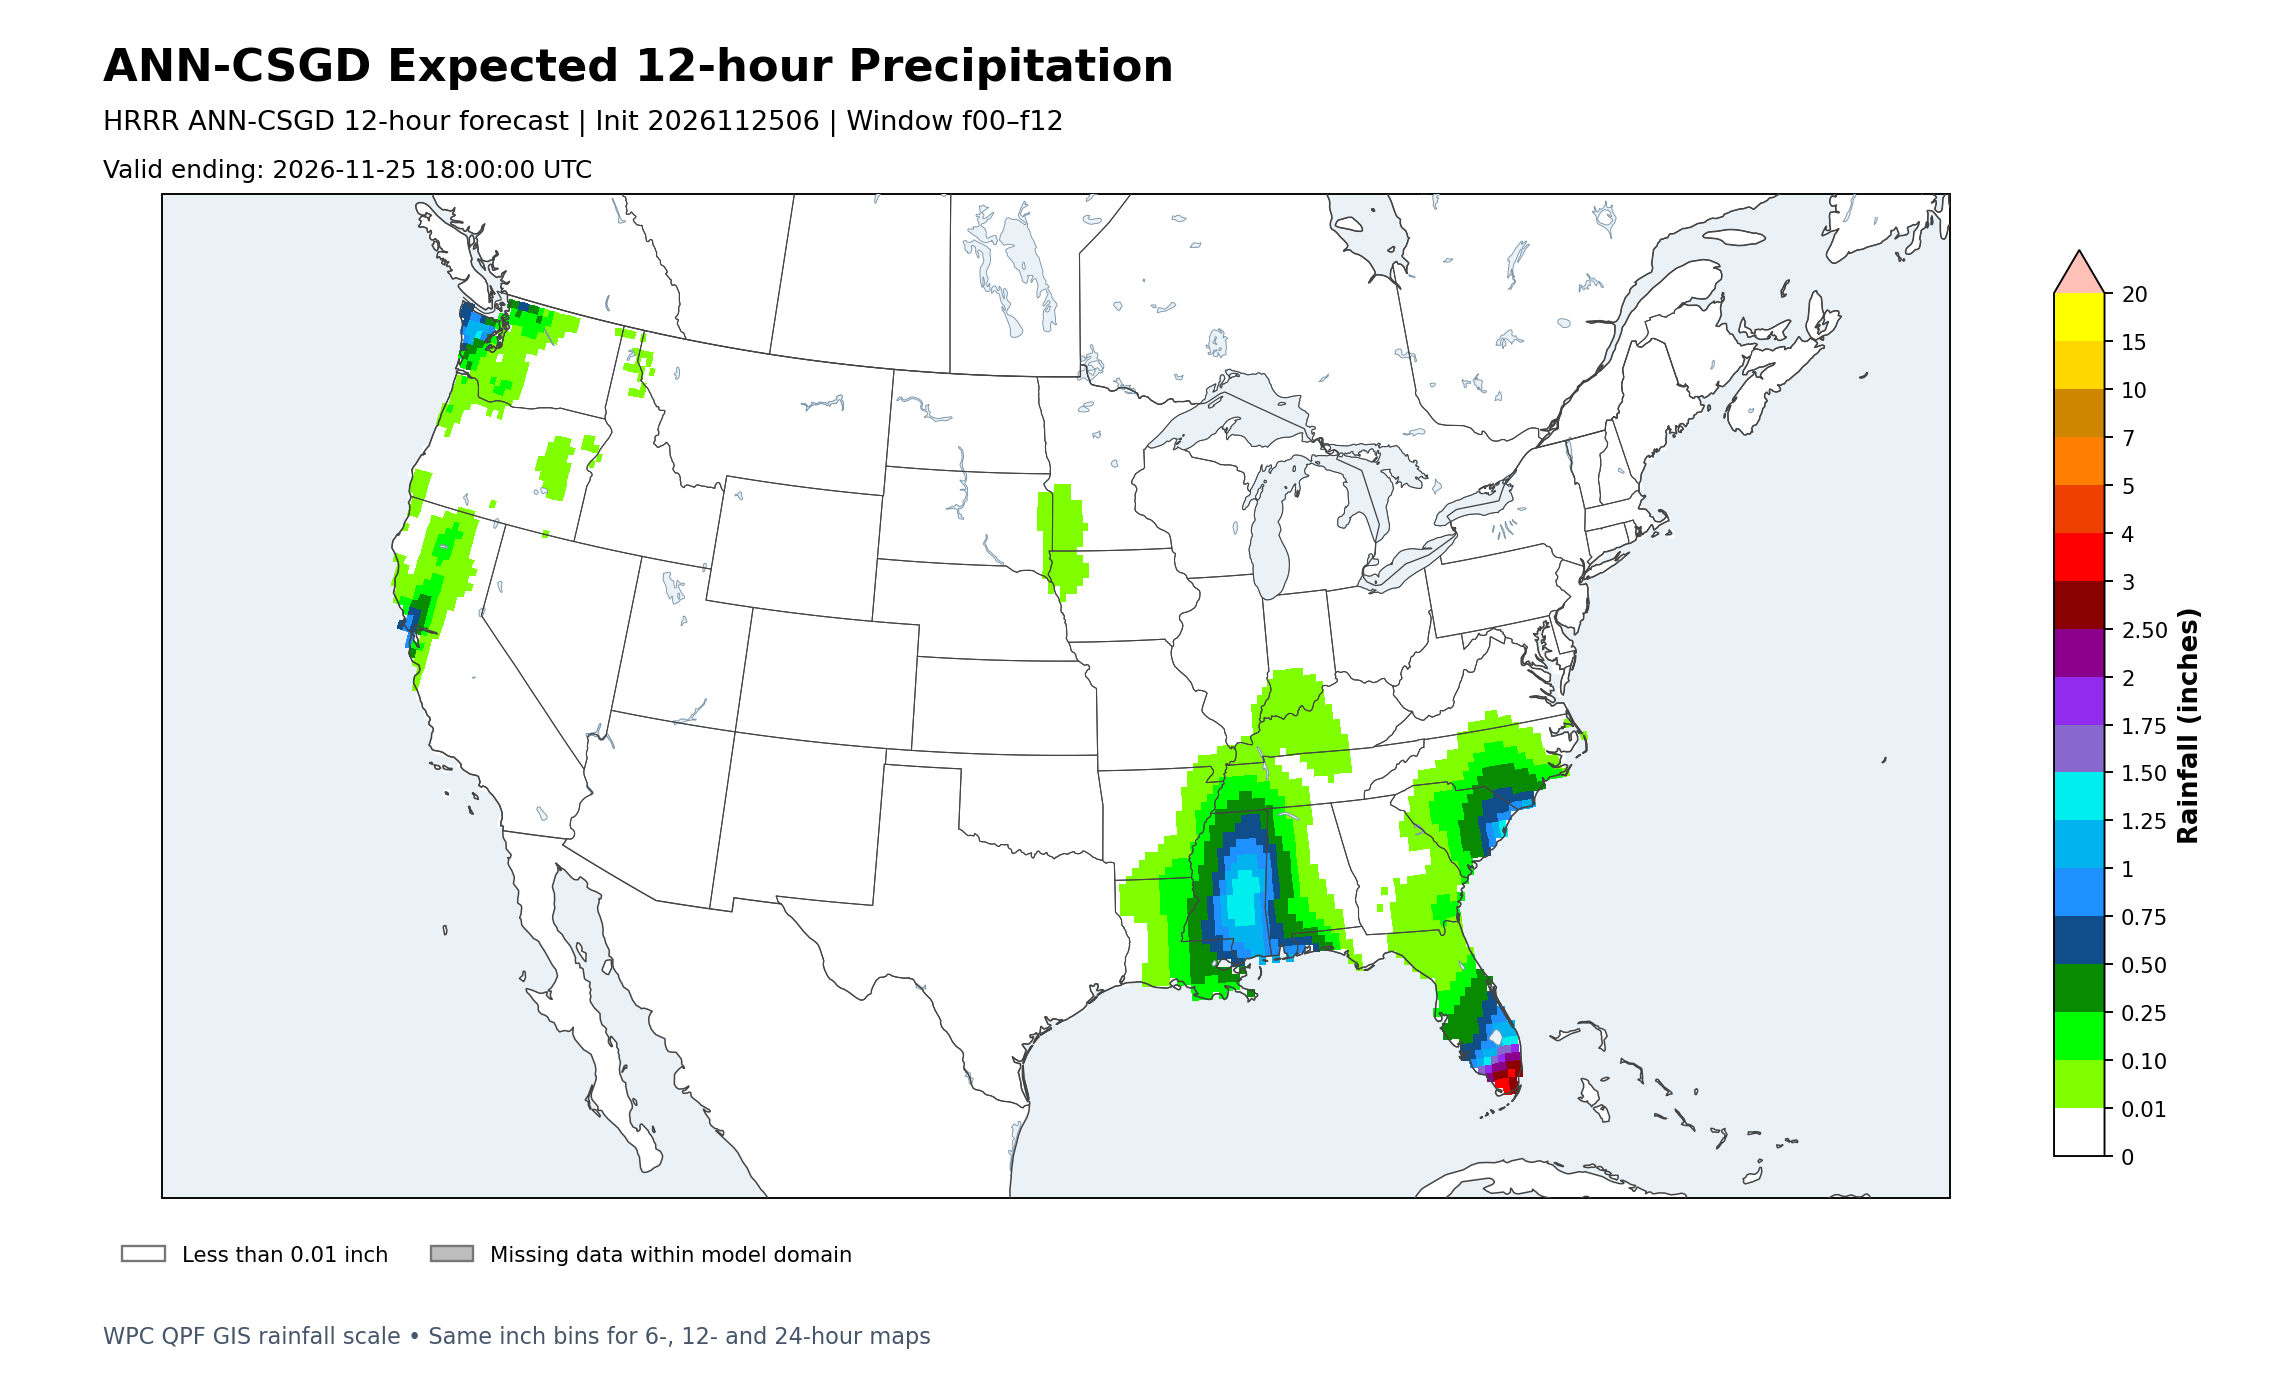 ANN-CSGD Expected 12-hour Precipitation
HRRR ANN-CSGD 12-hour forecast | Init 2026112506 | Window f00–f12
Valid ending: 2026-11-25 18:00:00 UTC
20
15
10
7
5
4
3
2.50
2
1.75
1.50
1.25
1
0.75
0.50
0.25
0.10
0.01
0
Rainfall (inches)
Less than 0.01 inch
Missing data within model domain
WPC QPF GIS rainfall scale • Same inch bins for 6-, 12- and 24-hour maps